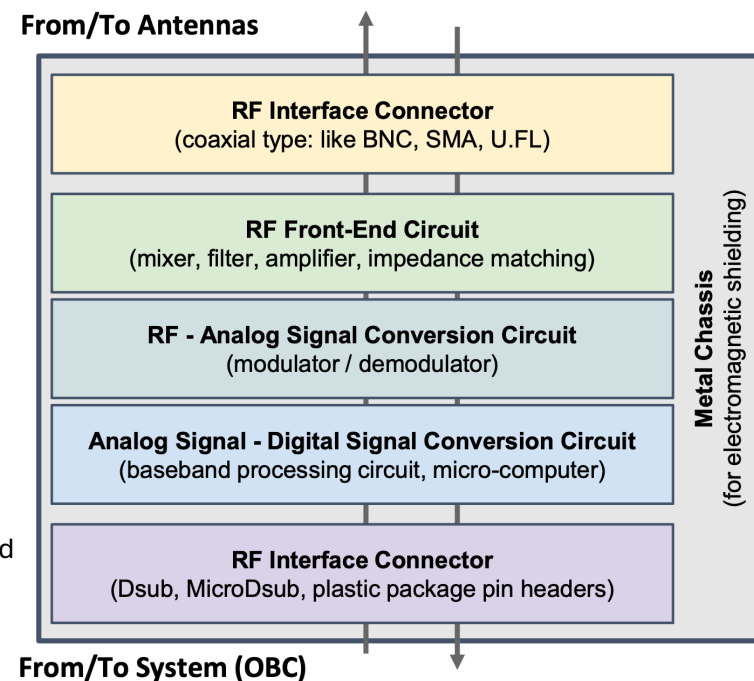 From/To Antennas
RF Interface Connector
(coaxial type: like BNC, SMA, U.FL)
RF Front-End Circuit
(mixer, filter, amplifier, impedance matching)
RF - Analog Signal Conversion Circuit
(modulator / demodulator)
Analog Signal - Digital Signal Conversion Circuit
(baseband processing circuit, micro-computer)
d
RF Interface Connector
(Dsub, MicroDsub, plastic package pin headers)
Metal Chassis
(for electromagnetic shielding)
From/To System (OBC)